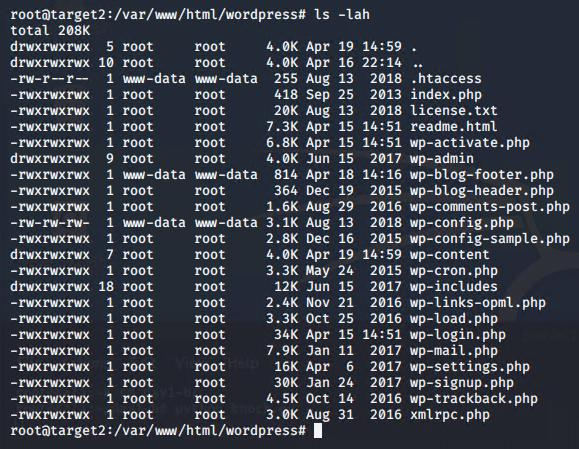 root@target2:/var/www/html/wordpress# ls -lah
total 208K
drwxrwxrwx  5 root     root     4.0K Apr 19 14:59 .
drwxrwxrwx 10 root     root     4.0K Apr 16 22:14 ..
-rw-r--r--  1 www-data www-data  255 Aug 13  2018 .htaccess
-rwxrwxrwx  1 root     root      418 Sep 25  2013 index.php
-rwxrwxrwx  1 root     root      20K Aug 13  2018 license.txt
-rwxrwxrwx  1 root     root     7.3K Apr 15 14:51 readme.html
-rwxrwxrwx  1 root     root     6.8K Apr 15 14:51 wp-activate.php
drwxrwxrwx  9 root     root     4.0K Jun 15  2017 wp-admin
-rwxrwxrwx  1 www-data www-data  814 Apr 18 14:16 wp-blog-footer.php
-rwxrwxrwx  1 root     root      364 Dec 19  2015 wp-blog-header.php
-rwxrwxrwx  1 root     root     1.6K Aug 29  2016 wp-comments-post.php
-rw-rw-rw-  1 www-data www-data 3.1K Aug 13  2018 wp-config.php
-rwxrwxrwx  1 root     root     2.8K Dec 16  2015 wp-config-sample.php
drwxrwxrwx  7 root     root     4.0K Apr 19 14:59 wp-content
-rwxrwxrwx  1 root     root     3.3K May 24  2015 wp-cron.php
drwxrwxrwx 18 root     root      12K Jun 15  2017 wp-includes
-rwxrwxrwx  1 root     root     2.4K Nov 21  2016 wp-links-opml.php
-rwxrwxrwx  1 root     root     3.3K Oct 25  2016 wp-load.php
-rwxrwxrwx  1 root     root      34K Apr 15 14:51 wp-login.php
-rwxrwxrwx  1 root     root     7.9K Jan 11  2017 wp-mail.php
-rwxrwxrwx  1 root     root      16K Apr  6  2017 wp-settings.php
-rwxrwxrwx  1 root     root      30K Jan 24  2017 wp-signup.php
-rwxrwxrwx  1 root     root     4.5K Oct 14  2016 wp-trackback.php
-rwxrwxrwx  1 root     root     3.0K Aug 31  2016 xmlrpc.php
root@target2:/var/www/html/wordpress#